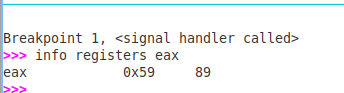 Breakpoint 1, <signal handler called>
>>> info registers eax
eax            0x59     89
>>>